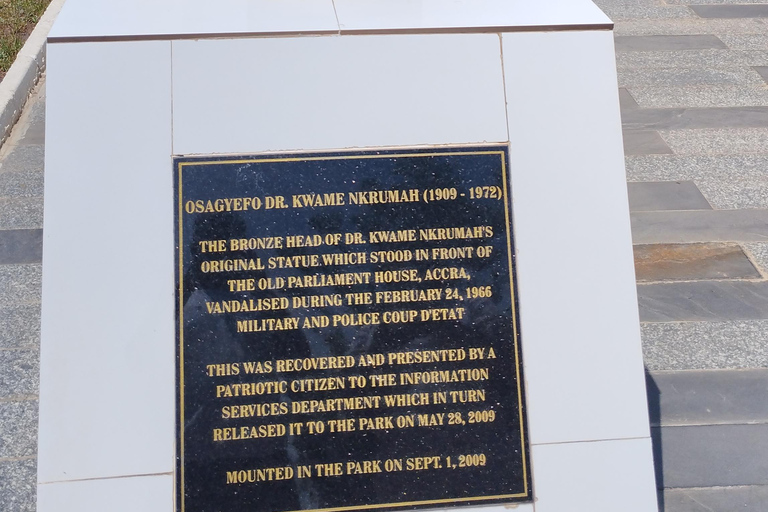 OSAGYEFO DR. KWAME NKRUMAH (1909 - 1972)
THE BRONZE HEAD OF DR. KWAME NKRUMAH'S
ORIGINAL STATUE WHICH STOOD IN FRONT OF
THE OLD PARLIAMENT HOUSE, ACCRA,
VANDALISED DURING THE FEBRUARY 24, 1966
MILITARY AND POLICE COUP D'ETAT
THIS WAS RECOVERED AND PRESENTED BY A
PATRIOTIC CITIZEN TO THE INFORMATION
SERVICES DEPARTMENT WHICH IN TURN
RELEASED IT TO THE PARK ON MAY 28, 2009
MOUNTED IN THE PARK ON SEPT. 1, 2009